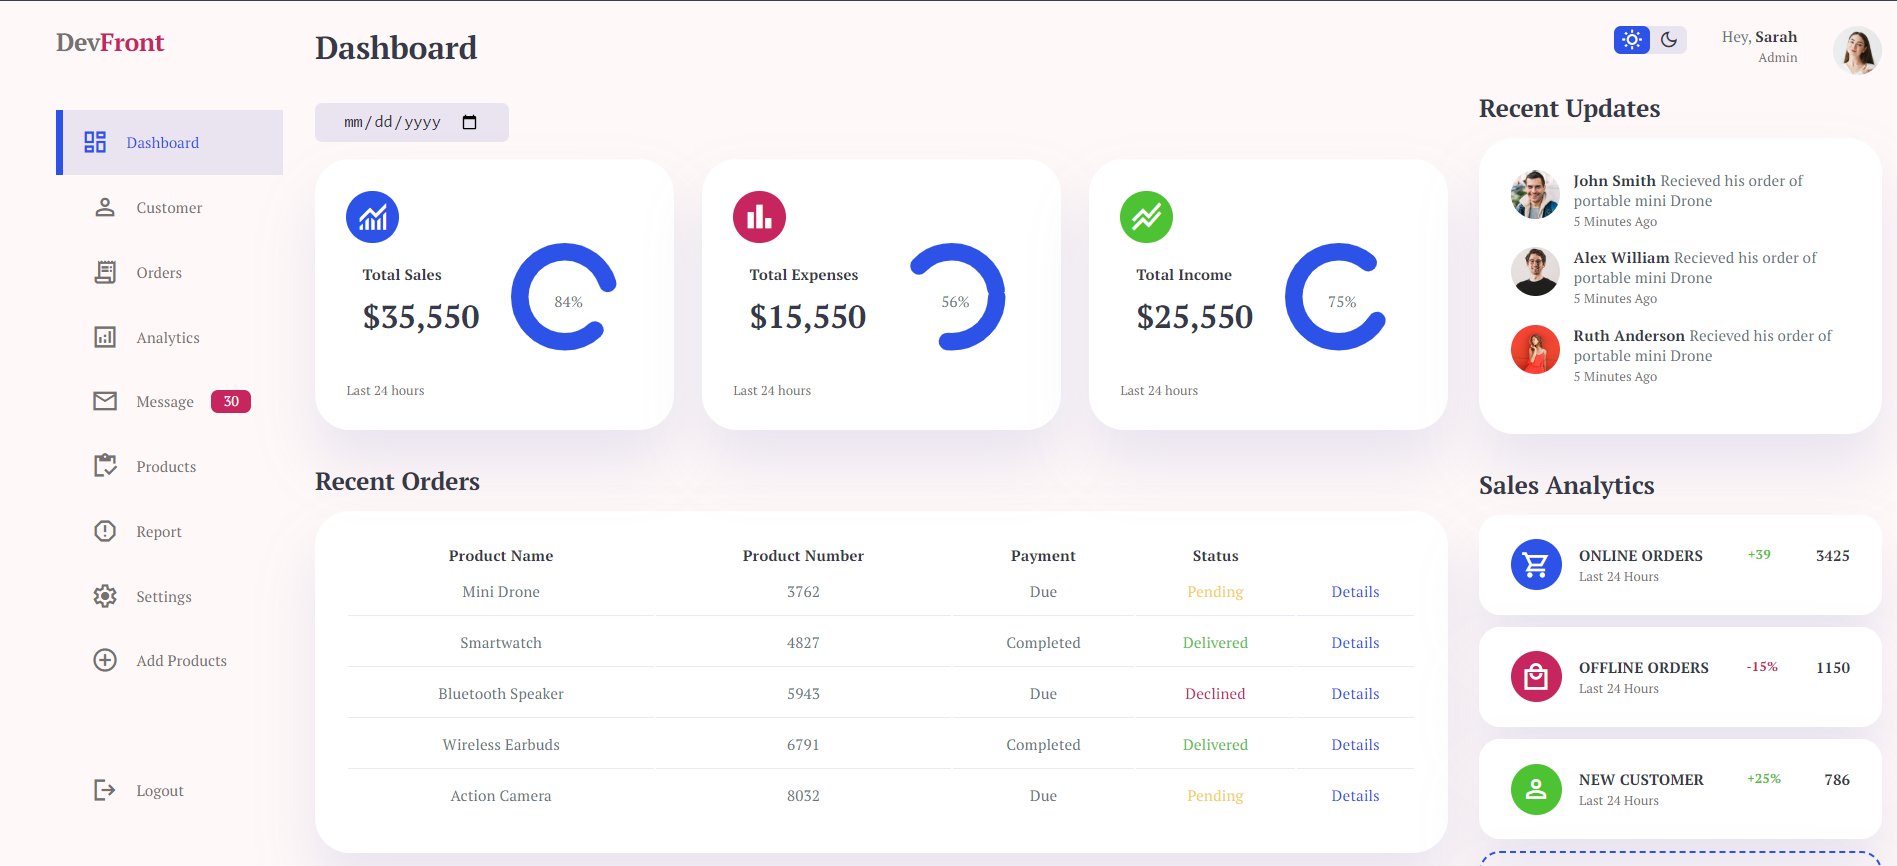 DevFront
Dashboard
Customer
Orders
Analytics
Message 30
Products
Report
Settings
Add Products
Logout
Dashboard
mm/dd/yyyy
Total Sales
$35,550
84%
Last 24 hours
Total Expenses
$15,550
56%
Last 24 hours
Total Income
$25,550
75%
Last 24 hours
Recent Orders
Product Name Product Number Payment Status
Mini Drone 3762 Due Pending Details
Smartwatch 4827 Completed Delivered Details
Bluetooth Speaker 5943 Due Declined Details
Wireless Earbuds 6791 Completed Delivered Details
Action Camera 8032 Due Pending Details
Hey, Sarah
Admin
Recent Updates
John Smith Recieved his order of
portable mini Drone
5 Minutes Ago
Alex William Recieved his order of
portable mini Drone
5 Minutes Ago
Ruth Anderson Recieved his order of
portable mini Drone
5 Minutes Ago
Sales Analytics
ONLINE ORDERS +39 3425
Last 24 Hours
OFFLINE ORDERS -15% 1150
Last 24 Hours
NEW CUSTOMER +25% 786
Last 24 Hours